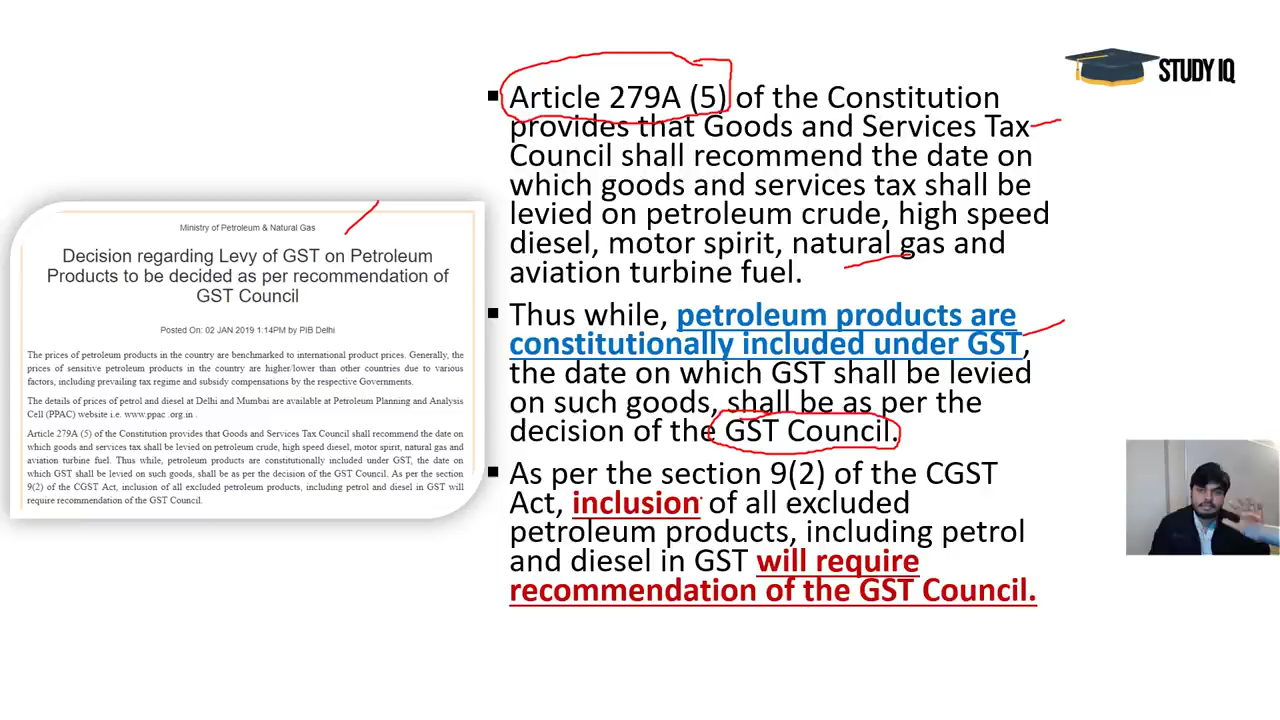 STUDY IQ
▪ Article 279A (5) of the Constitution
provides that Goods and Services Tax
Council shall recommend the date on
which goods and services tax shall be
levied on petroleum crude, high speed
diesel, motor spirit, natural gas and
aviation turbine fuel.
▪ Thus while, petroleum products are
constitutionally included under GST,
the date on which GST shall be levied
on such goods, shall be as per the
decision of the GST Council.
▪ As per the section 9(2) of the CGST
Act, inclusion of all excluded
petroleum products, including petrol
and diesel in GST will require
recommendation of the GST Council.
Ministry of Petroleum & Natural Gas
Decision regarding Levy of GST on Petroleum
Products to be decided as per recommendation of
GST Council
Posted On: 02 JAN 2019 1:14PM by PIB Delhi
The prices of petroleum products in the country are benchmarked to international product prices. Generally, the
prices of sensitive petroleum products in the country are higher/lower than other countries due to various
factors, including prevailing tax regime and subsidy compensations by the respective Governments.
The details of prices of petrol and diesel at Delhi and Mumbai are available at Petroleum Planning and Analysis
Cell (PPAC) website i.e. www.ppac .org.in .
Article 279A (5) of the Constitution provides that Goods and Services Tax Council shall recommend the date on
which goods and services tax shall be levied on petroleum crude, high speed diesel, motor spirit, natural gas and
aviation turbine fuel. Thus while, petroleum products are constitutionally included under GST, the date on
which GST shall be levied on such goods, shall be as per the decision of the GST Council. As per the section
9(2) of the CGST Act, inclusion of all excluded petroleum products, including petrol and diesel in GST will
require recommendation of the GST Council.